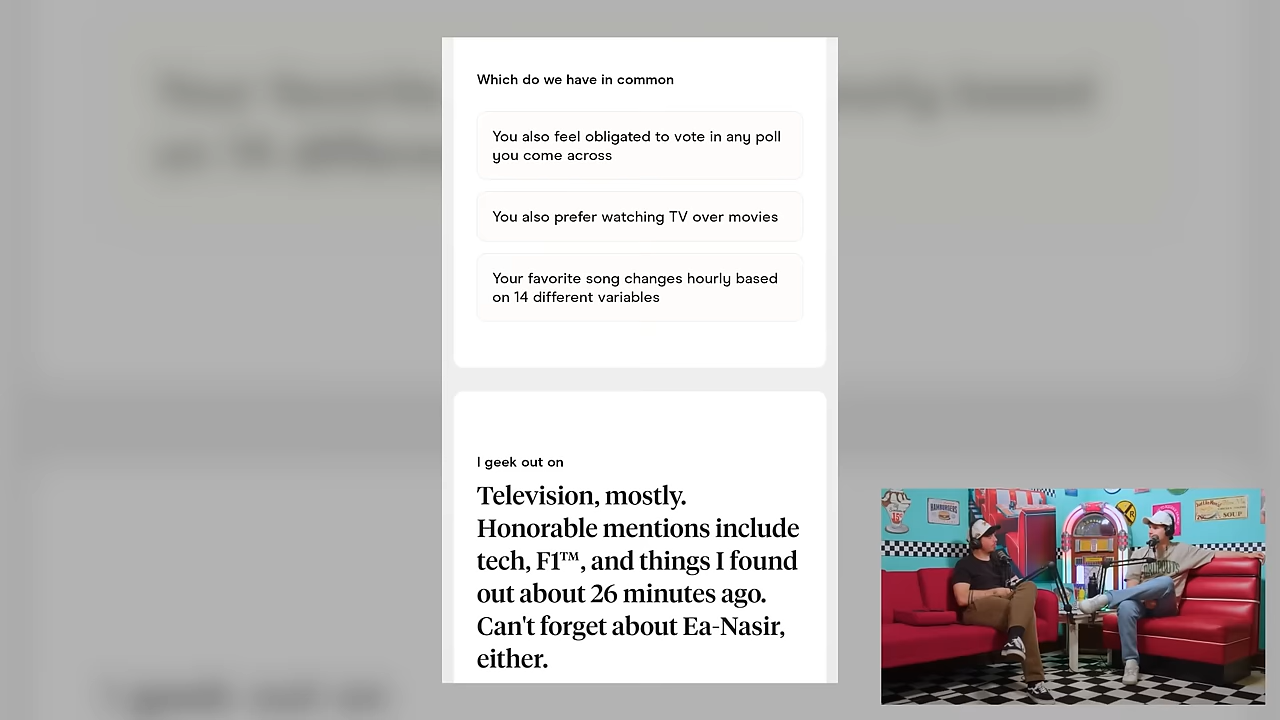 Which do we have in common
You also feel obligated to vote in any poll
you come across
You also prefer watching TV over movies
Your favorite song changes hourly based
on 14 different variables
I geek out on
Television, mostly.
Honorable mentions include
tech, F1™, and things I found
out about 26 minutes ago.
Can't forget about Ea-Nasir,
either.
HAMBURGERS
SOUP